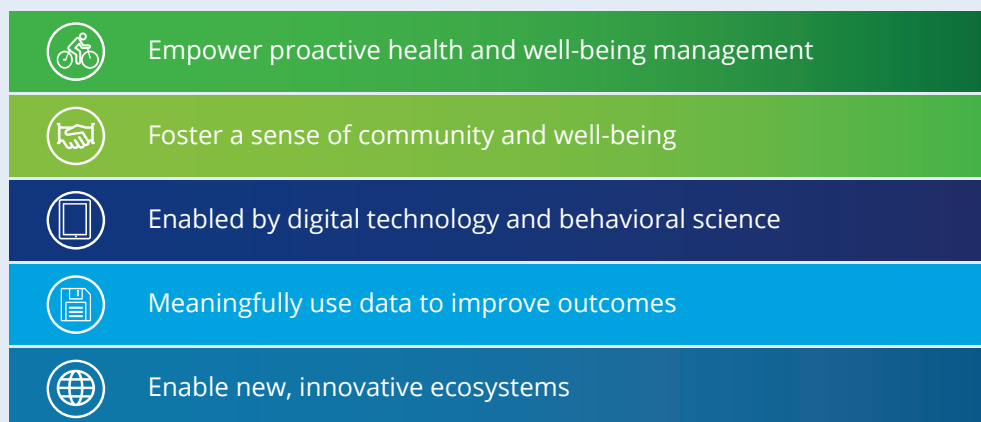 Empower proactive health and well-being management
Foster a sense of community and well-being
Enabled by digital technology and behavioral science
Meaningfully use data to improve outcomes
Enable new, innovative ecosystems